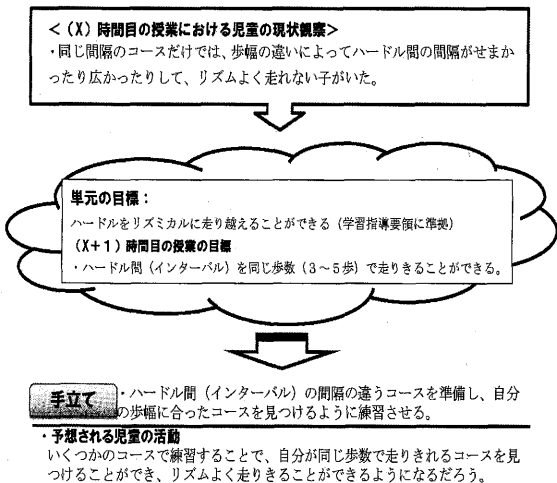 ＜（X）時間目の授業における児童の現状観察＞
・同じ間隔のコースだけでは、歩幅の違いによってハードル間の間隔がせまか
ったり広かったりして、リズムよく走れない子がいた。
単元の目標：
ハードルをリズミカルに走り越えることができる（学習指導要領に準拠）
（X＋1）時間目の授業の目標
・ハードル間（インターバル）を同じ歩数（3～5歩）で走りきることができる。
手立て
・ハードル間（インターバル）の間隔の違うコースを準備し、自分
の歩幅に合ったコースを見つけるように練習させる。
・予想される児童の活動
いくつかのコースで練習することで、自分が同じ歩数で走りきれるコースを見
つけることができ、リズムよく走りきることができるようになるだろう。